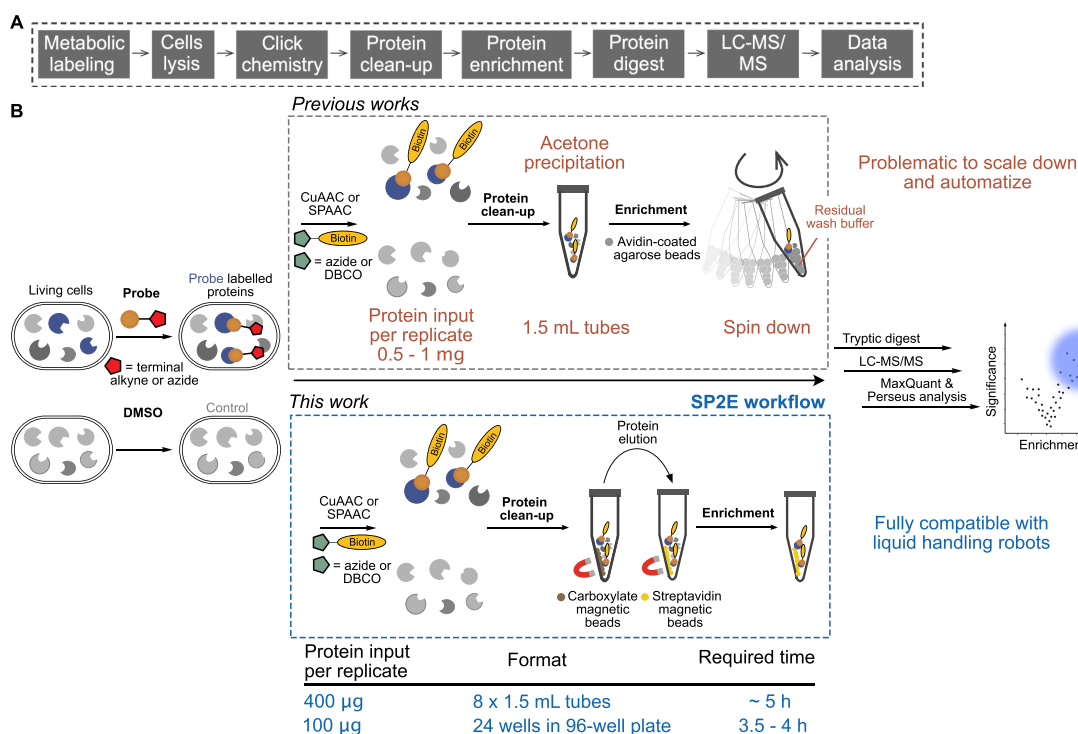 A
Metabolic
labeling
Cells
lysis
Click
chemistry
Protein
clean-up
Protein
enrichment
Protein
digest
LC-MS/
MS
Data
analysis
B
Previous works
Biotin
Biotin
CuAAC or
SPAAC
Biotin
= azide or
DBCO
Protein
clean-up
Acetone
precipitation
Enrichment
Avidin-coated
agarose beads
Residual
wash buffer
Problematic to scale down
and automatize
Protein input
per replicate
0.5 - 1 mg
1.5 mL tubes
Spin down
Living cells
Probe
Probe labelled
proteins
= terminal
alkyne or azide
DMSO
Control
Tryptic digest
LC-MS/MS
MaxQuant &
Perseus analysis
Significance
Enrichment
This work
SP2E workflow
Biotin
Biotin
CuAAC or
SPAAC
Biotin
= azide or
DBCO
Protein
clean-up
Protein
elution
Enrichment
Carboxylate
magnetic
beads
Streptavidin
magnetic
beads
Fully compatible with
liquid handling robots
Protein input
per replicate
Format
Required time
400 µg
8 x 1.5 mL tubes
~ 5 h
100 µg
24 wells in 96-well plate
3.5 - 4 h